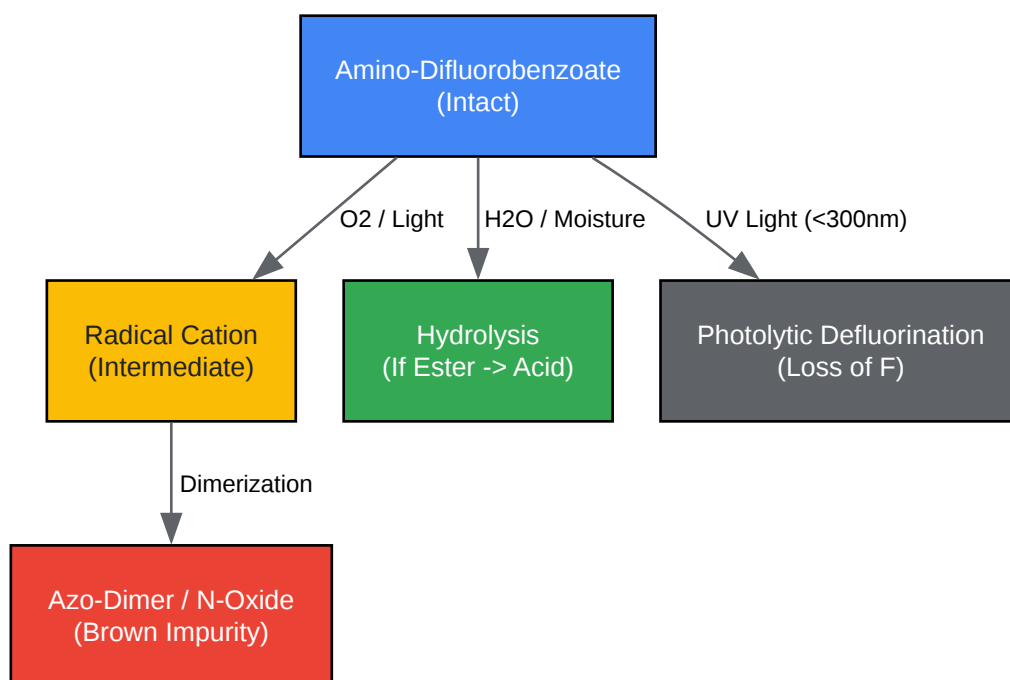 Amino-Difluorobenzoate
(Intact)
O2 / Light
H2O / Moisture
UV Light (<300nm)
Radical Cation
(Intermediate)
Hydrolysis
(If Ester -> Acid)
Photolytic Defluorination
(Loss of F)
Dimerization
Azo-Dimer / N-Oxide
(Brown Impurity)